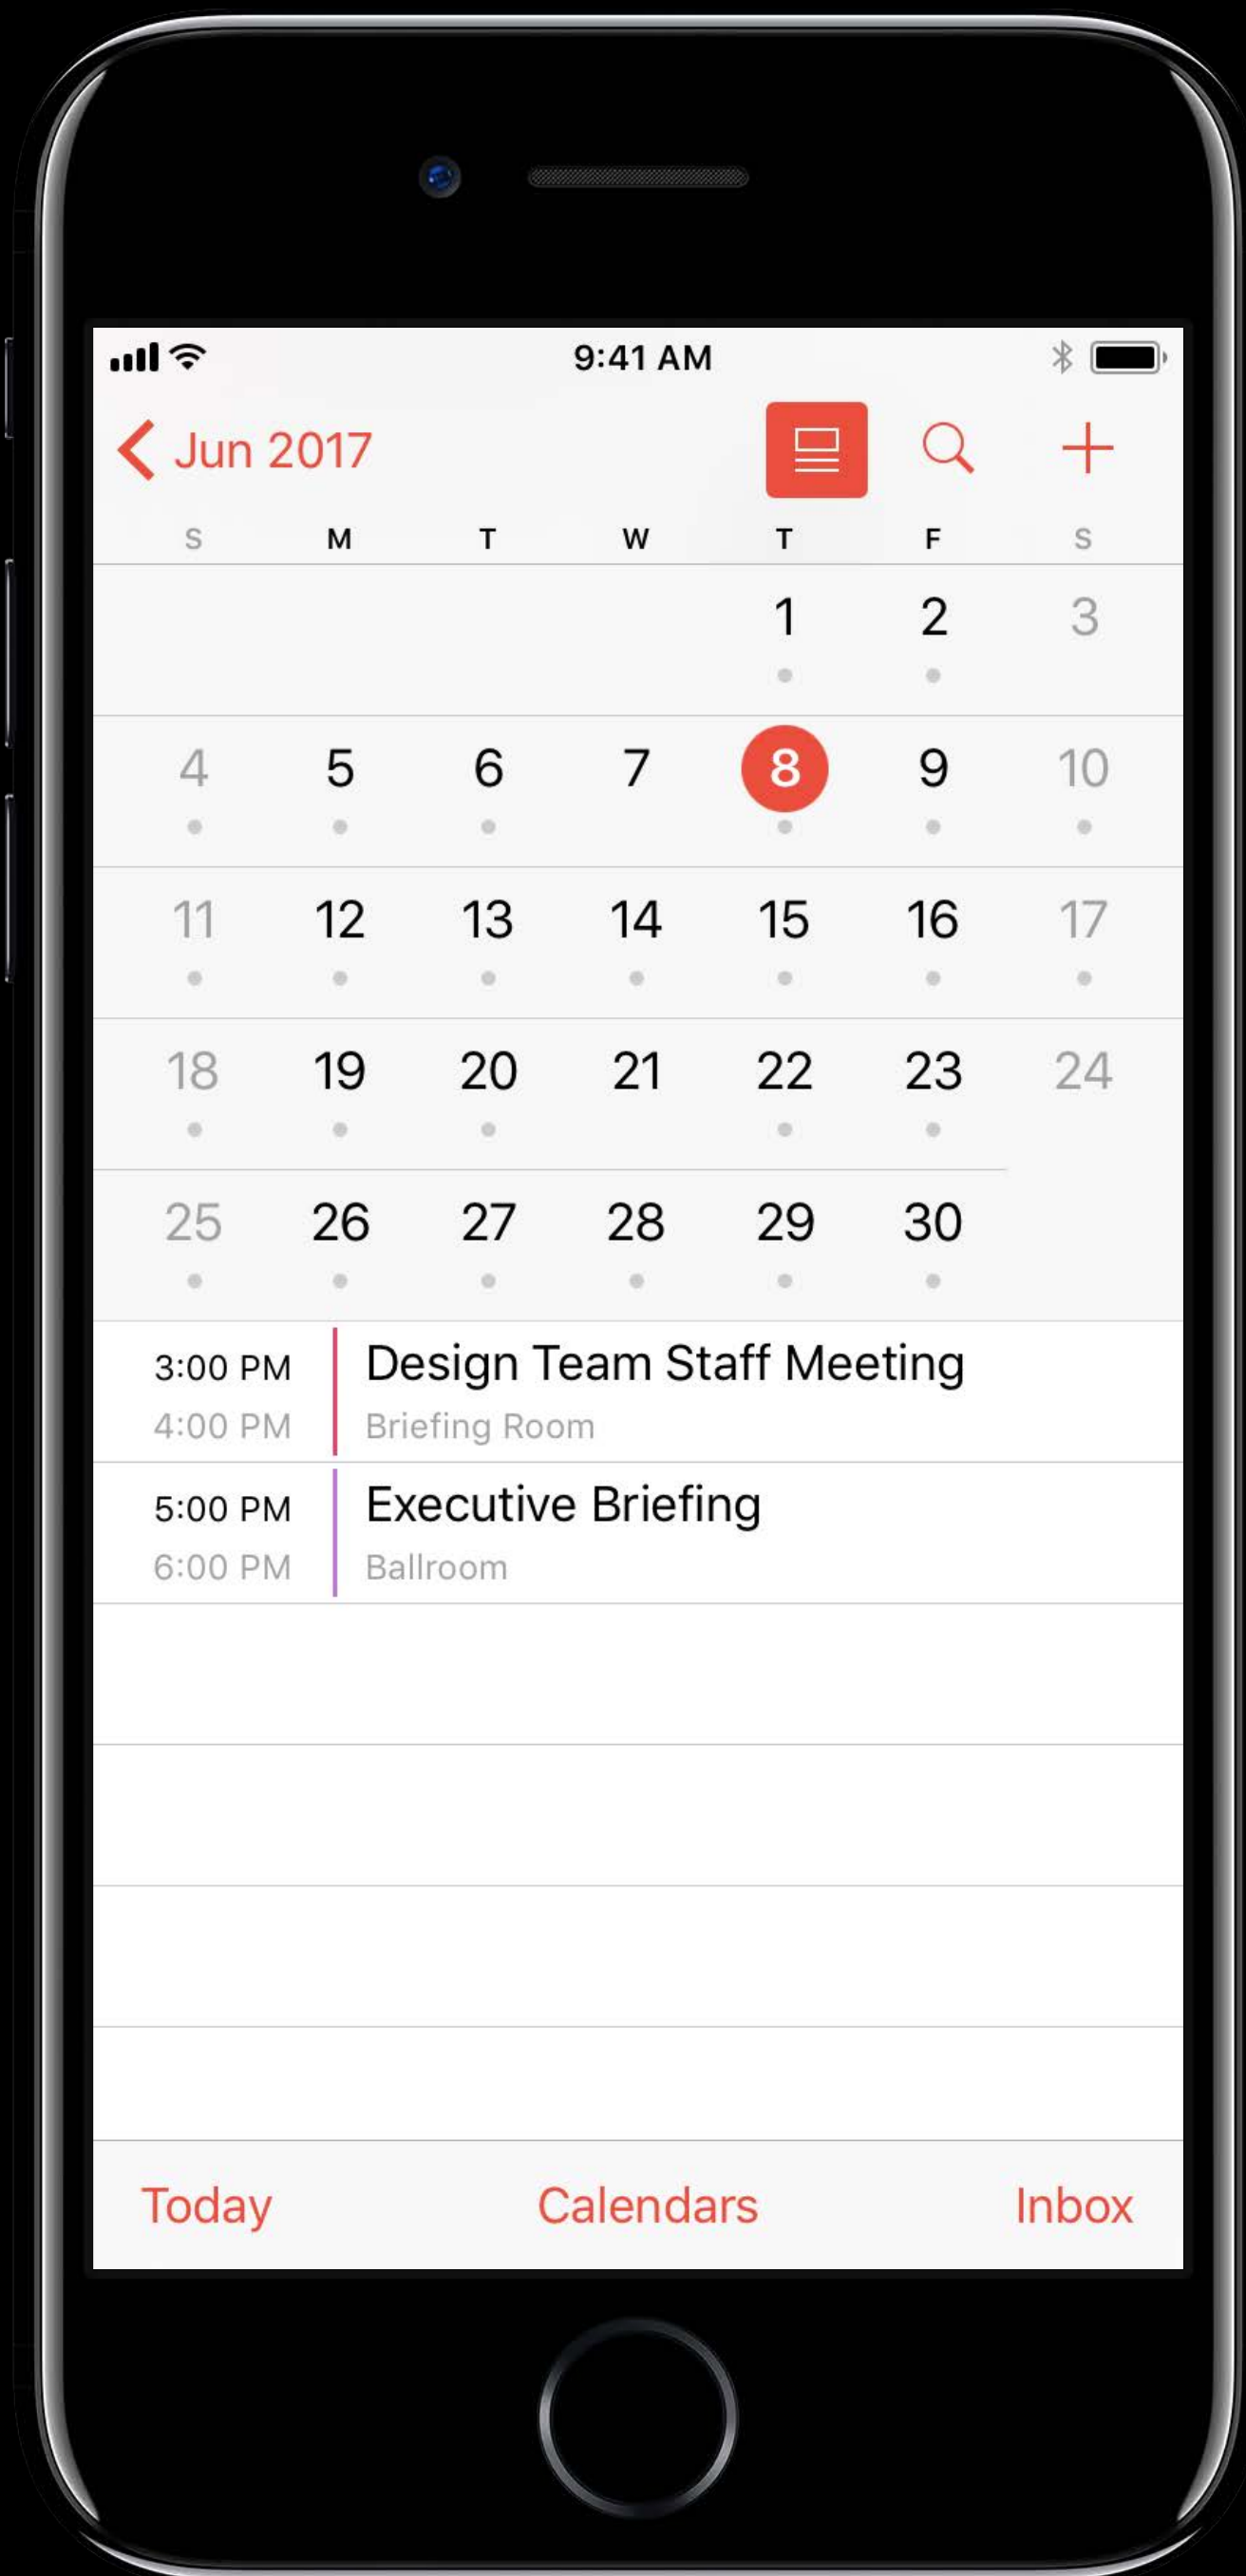 9:41 AM
Jun 2017
S M T W T F S
1 2 3
4 5 6 7 8 9 10
11 12 13 14 15 16 17
18 19 20 21 22 23 24
25 26 27 28 29 30
3:00 PM Design Team Staff Meeting
4:00 PM Briefing Room
5:00 PM Executive Briefing
6:00 PM Ballroom
Today Calendars Inbox